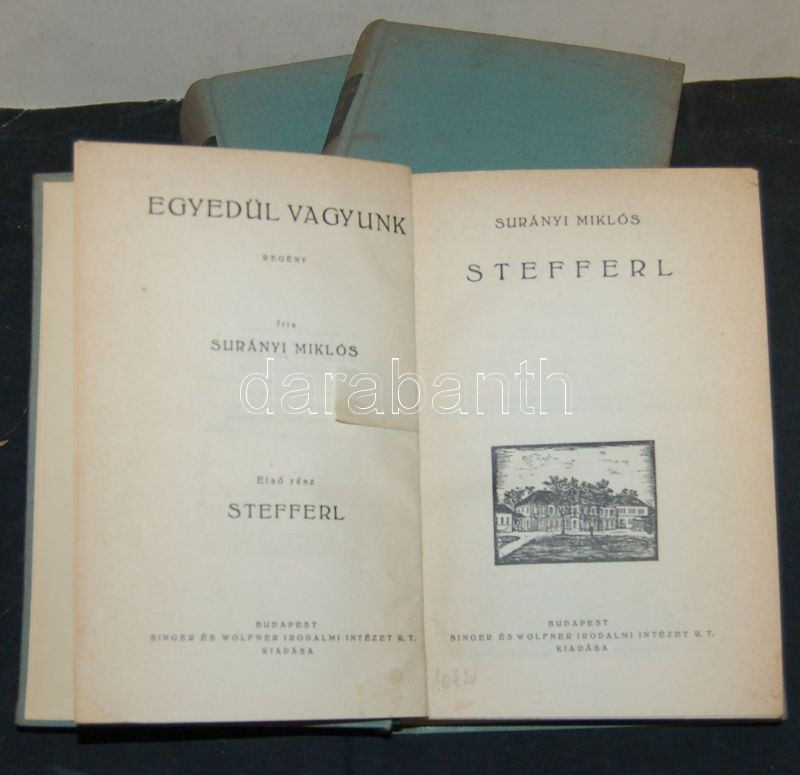 EGYEDÜL VAGYUNK
REGÉNY
Írta
SURÁNYI MIKLÓS
Első rész
STEFFERL
BUDAPEST
SINGER ÉS WOLFNER IRODALMI INTÉZET R. T.
KIADÁSA
SURÁNYI MIKLÓS
STEFFERL
BUDAPEST
SINGER ÉS WOLFNER IRODALMI INTÉZET R. T.
KIADÁSA
darabanth